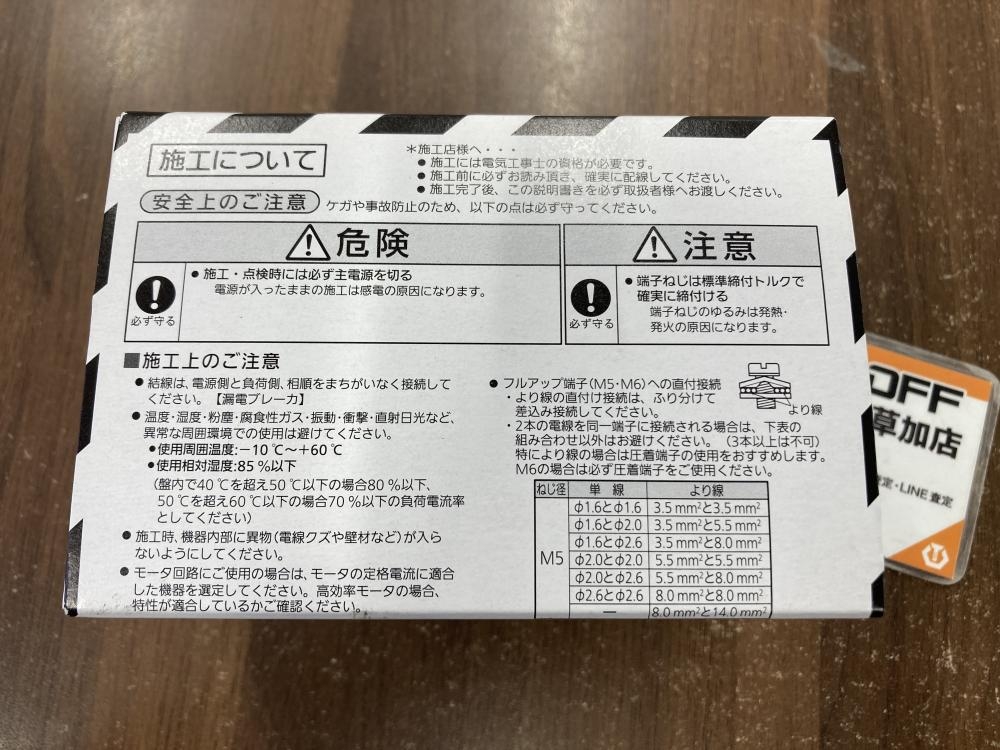 施工について
＊施工店様へ・・・
● 施工には電気工事士の資格が必要です。
● 施工前に必ずお読み頂き、確実に配線してください。
● 施工完了後、この説明書きを必ず取扱者様へお渡しください。
安全上のご注意 ケガや事故防止のため、以下の点は必ず守ってください。
危険
必ず守る
● 施工・点検時には必ず主電源を切る
電源が入ったままの施工は感電の原因になります。
注意
必ず守る
● 端子ねじは標準締付トルクで
確実に締付ける
端子ねじのゆるみは発熱・
発火の原因になります。
■施工上のご注意
● 結線は、電源側と負荷側、相順をまちがいなく接続して
ください。【漏電ブレーカ】
● 温度・湿度・粉塵・腐食性ガス・振動・衝撃・直射日光など、
異常な周囲環境での使用は避けてください。
●使用周囲温度:−10℃〜+60℃
●使用相対湿度:85%以下
(盤内で40℃を超え50℃以下の場合80%以下、
50℃を超え60℃以下の場合70%以下の負荷電流率
としてください)
● 施工時、機器内部に異物(電線クズや壁材など)が入ら
ないようにしてください。
● モータ回路にご使用の場合は、モータの定格電流に適合
した機器を選定してください。高効率モータの場合、
特性が適合しているかご確認ください。
● フルアップ端子(M5・M6)への直付接続
・より線の直付け接続は、ふり分けて
差込み接続してください。
より線
・2本の電線を同一端子に接続される場合は、下表の
組み合わせ以外はお避けください。(3本以上は不可)
特により線の場合は圧着端子の使用をおすすめします。
M6の場合は必ず圧着端子をご使用ください。
ねじ径 単線 より線
M5
φ1.6とφ1.6 3.5mm²と3.5mm²
φ1.6とφ2.0 3.5mm²と5.5mm²
φ1.6とφ2.6 3.5mm²と8.0mm²
φ2.0とφ2.0 5.5mm²と5.5mm²
φ2.0とφ2.6 5.5mm²と8.0mm²
φ2.6とφ2.6 8.0mm²と8.0mm²
— 8.0mm²と14.0mm²
OFF
草加店
査定・LINE査定